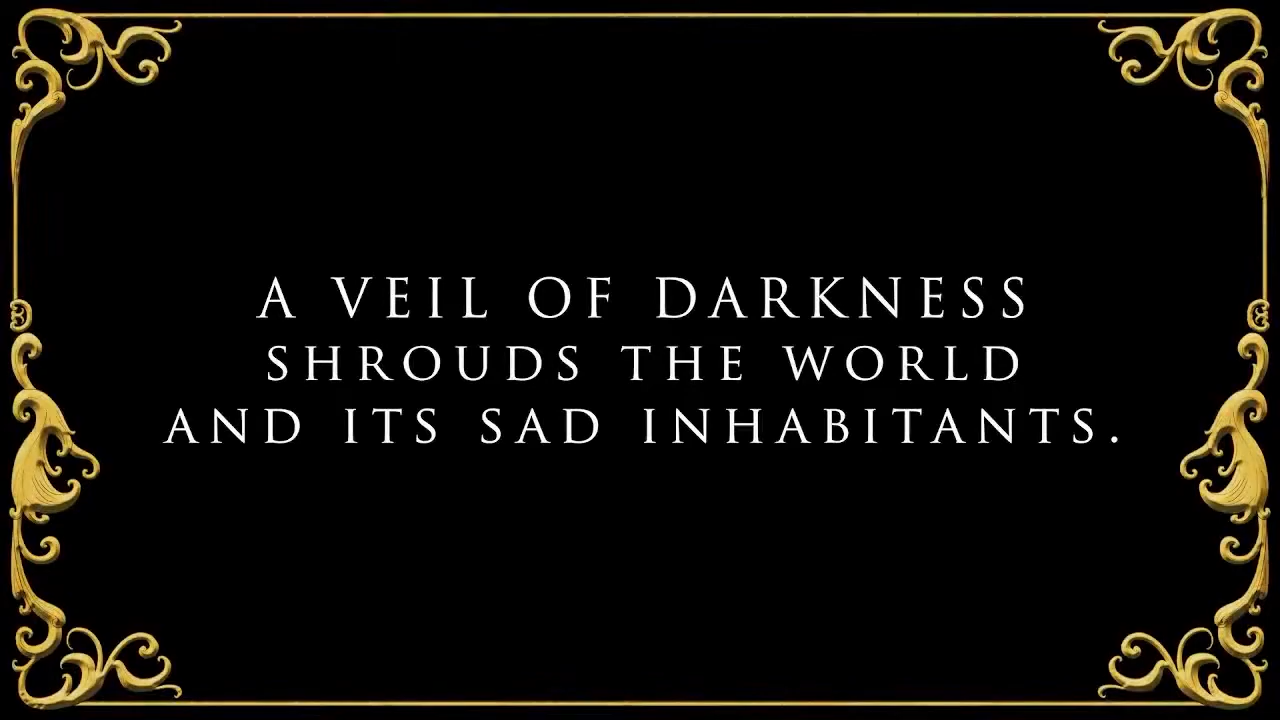 A VEIL OF DARKNESS
SHROUDS THE WORLD
AND ITS SAD INHABITANTS.